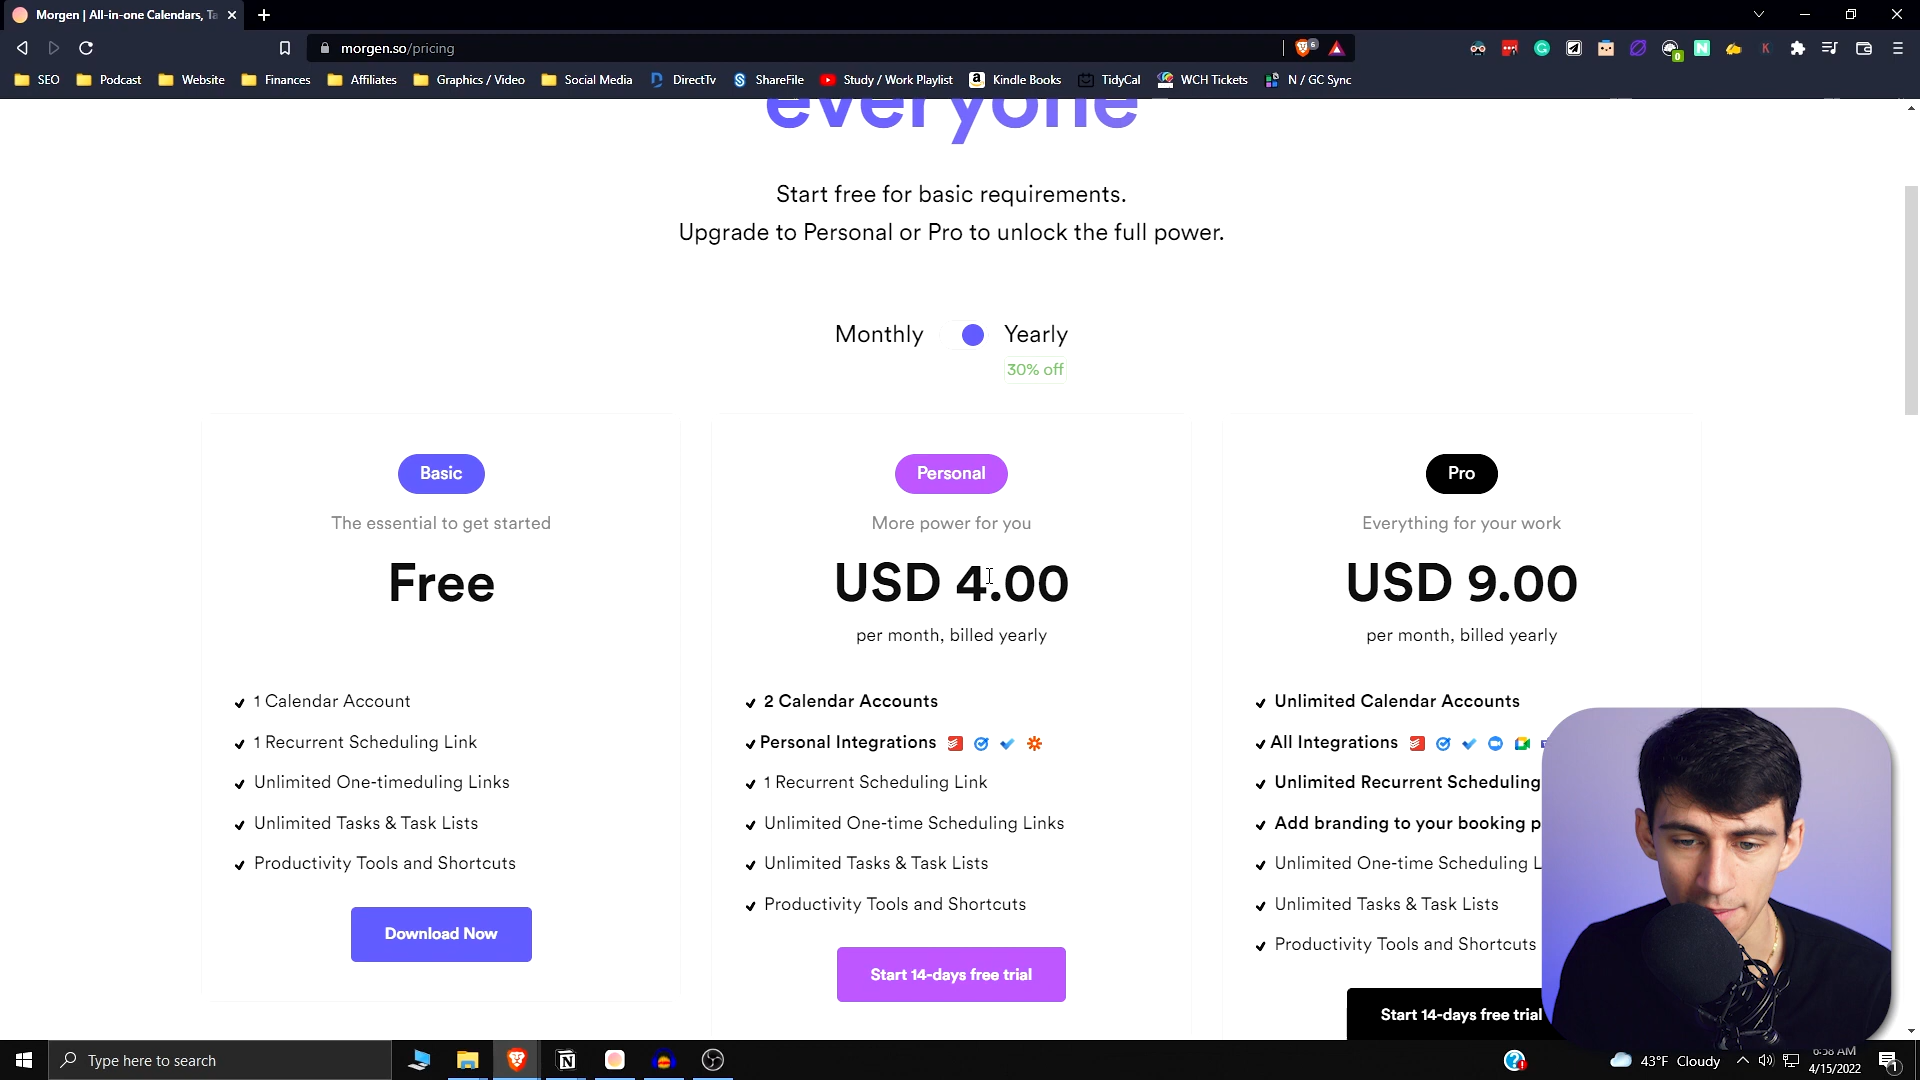 Morgen | All-in-one Calendars, Ta
morgen.so/pricing
6
0
SEO
Podcast
Website
Finances
Affiliates
Graphics / Video
Social Media
DirectTv
ShareFile
Study / Work Playlist
Kindle Books
TidyCal
WCH Tickets
N / GC Sync
everyone
Start free for basic requirements.
Upgrade to Personal or Pro to unlock the full power.
Monthly
Yearly
30% off
Basic
The essential to get started
Free
1 Calendar Account
1 Recurrent Scheduling Link
Unlimited One-timeduling Links
Unlimited Tasks & Task Lists
Productivity Tools and Shortcuts
Download Now
Personal
More power for you
USD 4.00
per month, billed yearly
2 Calendar Accounts
Personal Integrations
1 Recurrent Scheduling Link
Unlimited One-time Scheduling Links
Unlimited Tasks & Task Lists
Productivity Tools and Shortcuts
Start 14-days free trial
Pro
Everything for your work
USD 9.00
per month, billed yearly
Unlimited Calendar Accounts
All Integrations
Unlimited Recurrent Scheduling
Add branding to your booking p
Unlimited One-time Scheduling L
Unlimited Tasks & Task Lists
Productivity Tools and Shortcuts
Start 14-days free trial
Type here to search
43°F Cloudy
6:58 AM
4/15/2022
1